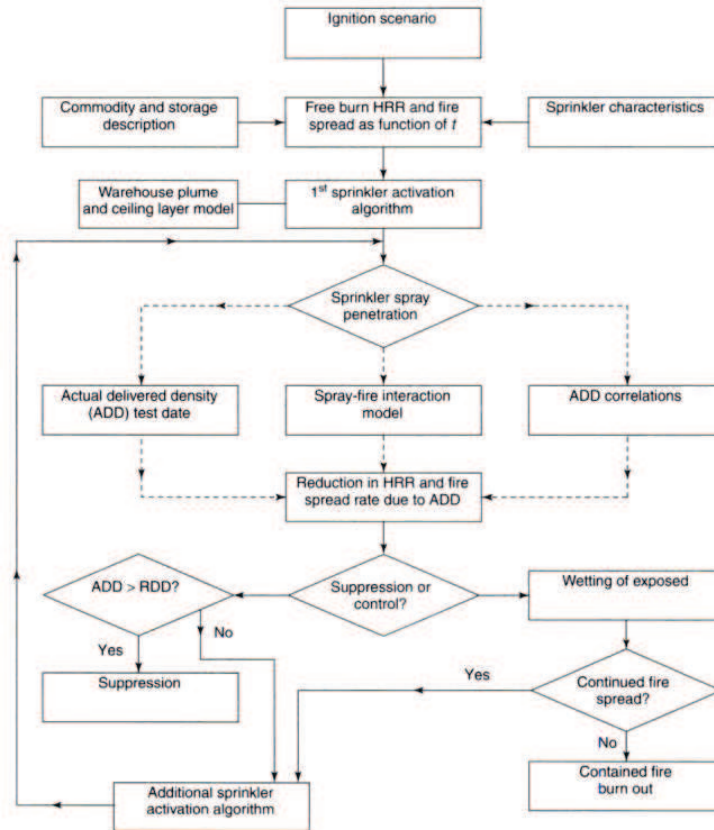 Ignition scenario
Commodity and storage
description
Free burn HRR and fire
spread as function of t
Sprinkler characteristics
Warehouse plume
and ceiling layer model
1st sprinkler activation
algorithm
Sprinkler spray
penetration
Actual delivered density
(ADD) test date
Spray-fire interaction
model
ADD correlations
Reduction in HRR and fire
spread rate due to ADD
ADD > RDD?
Suppression or
control?
Wetting of exposed
No
Yes
Suppression
Yes
Continued fire
spread?
No
Contained fire
burn out
Additional sprinkler
activation algorithm